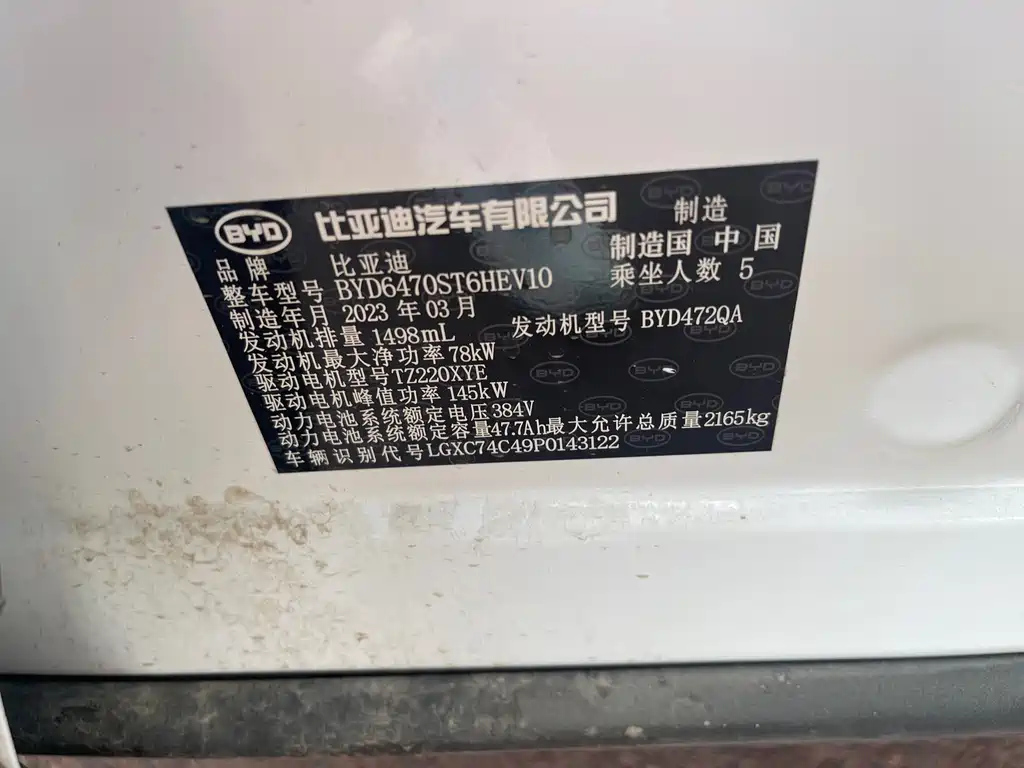 BYD 比亚迪汽车有限公司 制造
品牌 比亚迪 制造国 中国
整车型号 BYD6470ST6HEV10 乘坐人数 5
制造年月 2023 年 03 月
发动机排量 1498mL 发动机型号 BYD472QA
发动机最大净功率 78kW
驱动电机型号 TZ220XYE
驱动电机峰值功率 145kW
动力电池系统额定电压 384V
动力电池系统额定容量 47.7Ah 最大允许总质量 2165kg
车辆识别代号 LGXC74C49P0143122